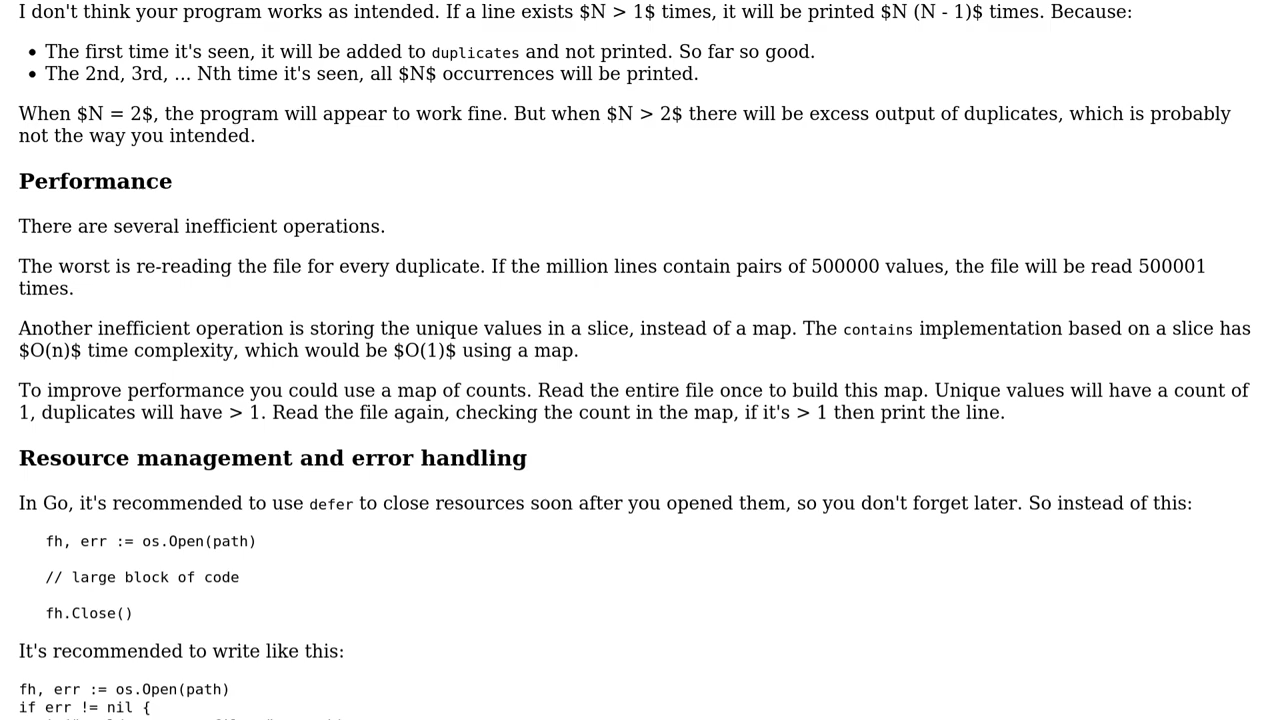 I don't think your program works as intended. If a line exists $N > 1$ times, it will be printed $N (N - 1)$ times. Because:
• The first time it's seen, it will be added to duplicates and not printed. So far so good.
• The 2nd, 3rd, ... Nth time it's seen, all $N$ occurrences will be printed.
When $N = 2$, the program will appear to work fine. But when $N > 2$ there will be excess output of duplicates, which is probably
not the way you intended.
Performance
There are several inefficient operations.
The worst is re-reading the file for every duplicate. If the million lines contain pairs of 500000 values, the file will be read 500001
times.
Another inefficient operation is storing the unique values in a slice, instead of a map. The contains implementation based on a slice has
$O(n)$ time complexity, which would be $O(1)$ using a map.
To improve performance you could use a map of counts. Read the entire file once to build this map. Unique values will have a count of
1, duplicates will have > 1. Read the file again, checking the count in the map, if it's > 1 then print the line.
Resource management and error handling
In Go, it's recommended to use defer to close resources soon after you opened them, so you don't forget later. So instead of this:
fh, err := os.Open(path)
// large block of code
fh.Close()
It's recommended to write like this:
fh, err := os.Open(path)
if err != nil {